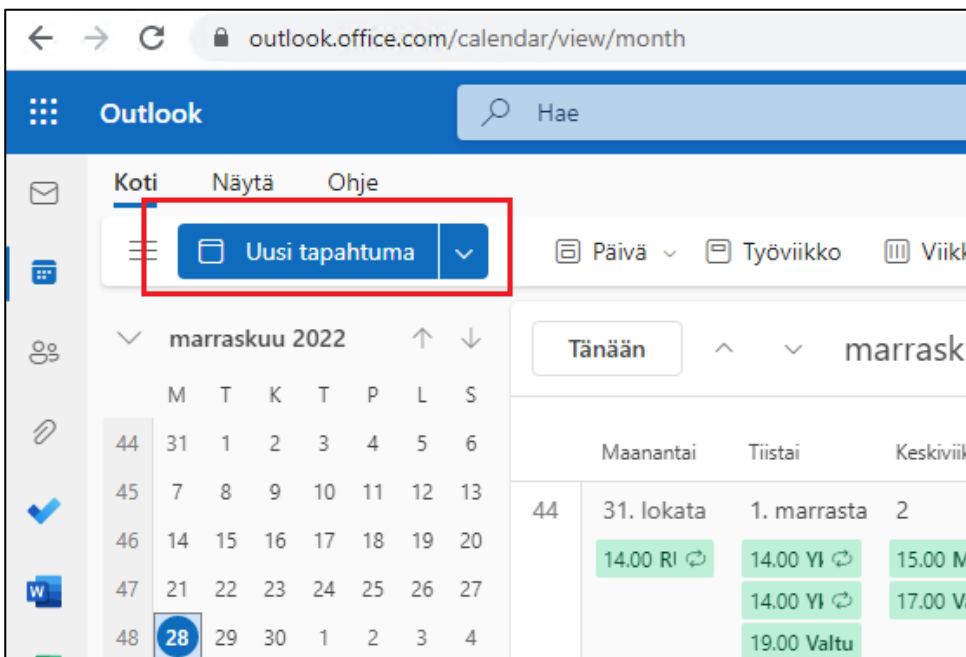 outlook.office.com/calendar/view/month
Outlook
Hae
Koti Näytä Ohje
Uusi tapahtuma
Päivä Työviikko
marraskuu 2022
Tänään
M T K T P L S
44 31 1 2 3 4 5 6
45 7 8 9 10 11 12 13
46 14 15 16 17 18 19 20
47 21 22 23 24 25 26 27
48 28 29 30 1 2 3 4
Maanantai Tiistai
44 31. lokata 1. marrasta 2
14.00 14.00 15.00
14.00 17.00
19.00 Valtu
W